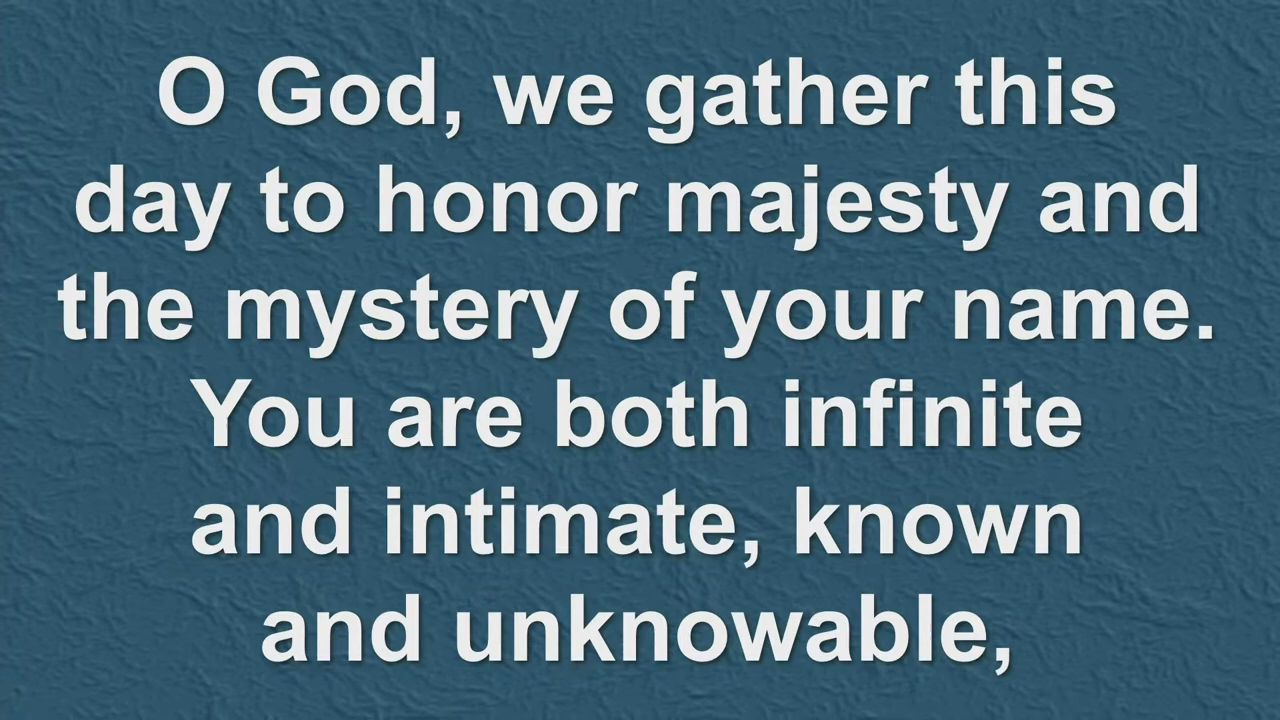 O God, we gather this
day to honor majesty and
the mystery of your name.
You are both infinite
and intimate, known
and unknowable,